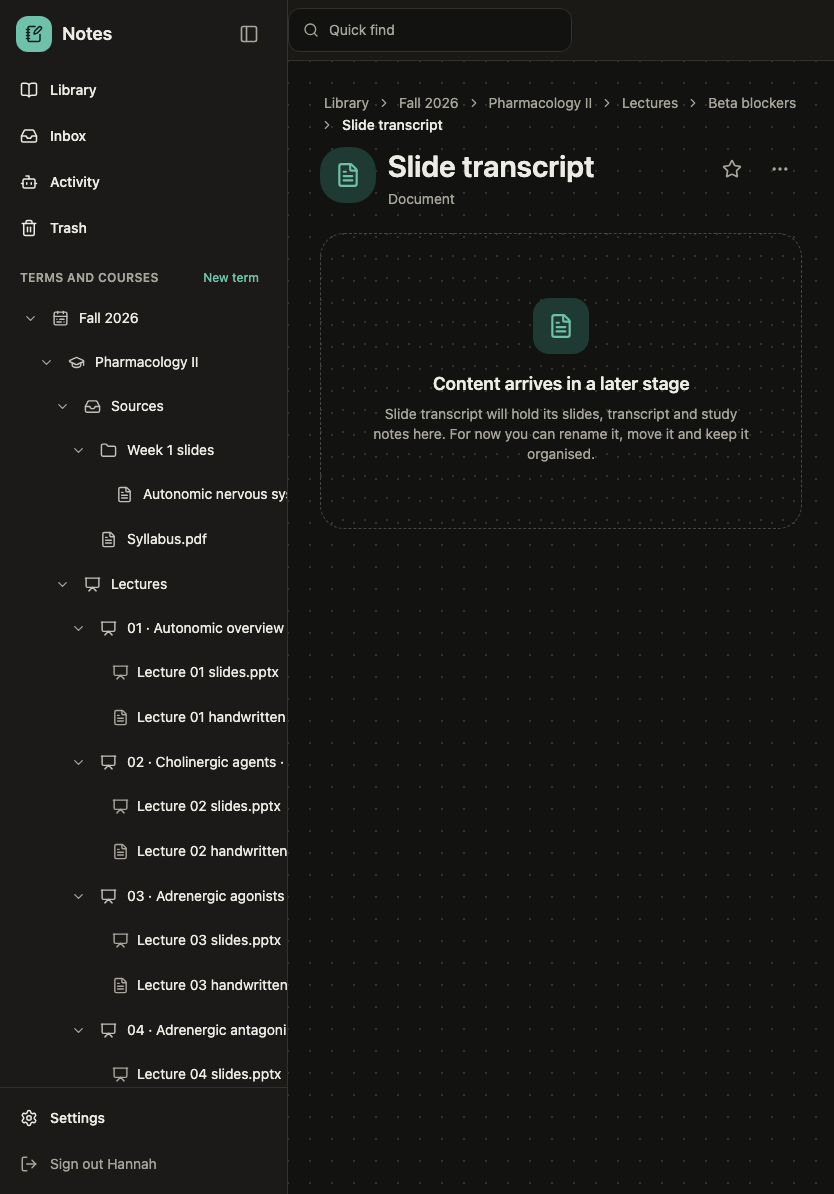 Notes
Library
Inbox
Activity
Trash
TERMS AND COURSES
New term
Fall 2026
Pharmacology II
Sources
Week 1 slides
Autonomic nervous
Syllabus.pdf
Lectures
01 · Autonomic overview
Lecture 01 slides.pptx
Lecture 01 handwritten
02 · Cholinergic agents ·
Lecture 02 slides.pptx
Lecture 02 handwritten
03 · Adrenergic agonists
Lecture 03 slides.pptx
Lecture 03 handwritten
04 · Adrenergic
Lecture 04 slides.pptx
Settings
Sign out Hannah
Quick find
Library > Fall 2026 > Pharmacology II > Lectures > Beta blockers
> Slide transcript
Slide transcript
Document
Content arrives in a later stage
Slide transcript will hold its slides, transcript and study
notes here. For now you can rename it, move it and keep it
organised.